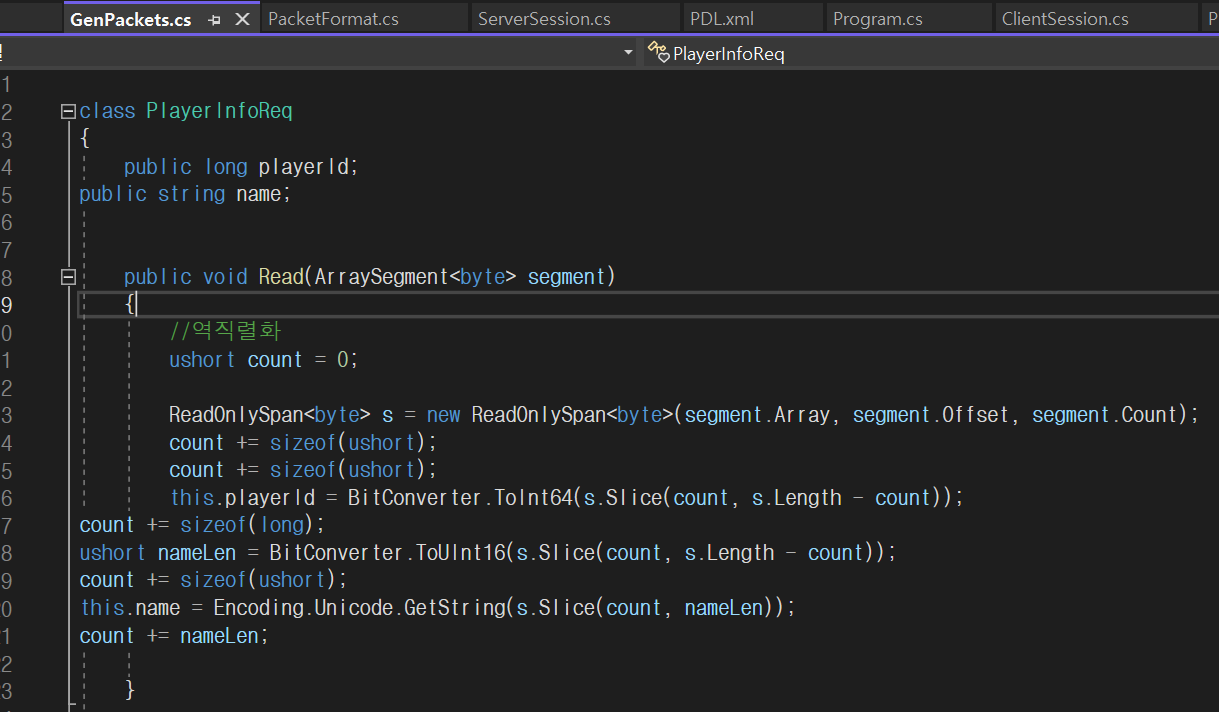 GenPackets.cs PacketFormat.cs ServerSession.cs PDL.xml Program.cs ClientSession.cs P
PlayerInfoReq
1
2 class PlayerInfoReq
3 {
4 public long playerId;
5 public string name;
6
7
8 public void Read(ArraySegment<byte> segment)
9 {
0 //역직렬화
1 ushort count = 0;
2
3 ReadOnlySpan<byte> s = new ReadOnlySpan<byte>(segment.Array, segment.Offset, segment.Count);
4 count += sizeof(ushort);
5 count += sizeof(ushort);
6 this.playerId = BitConverter.ToInt64(s.Slice(count, s.Length - count));
7 count += sizeof(long);
8 ushort nameLen = BitConverter.ToUInt16(s.Slice(count, s.Length - count));
9 count += sizeof(ushort);
20 this.name = Encoding.Unicode.GetString(s.Slice(count, nameLen));
21 count += nameLen;
22
23 }